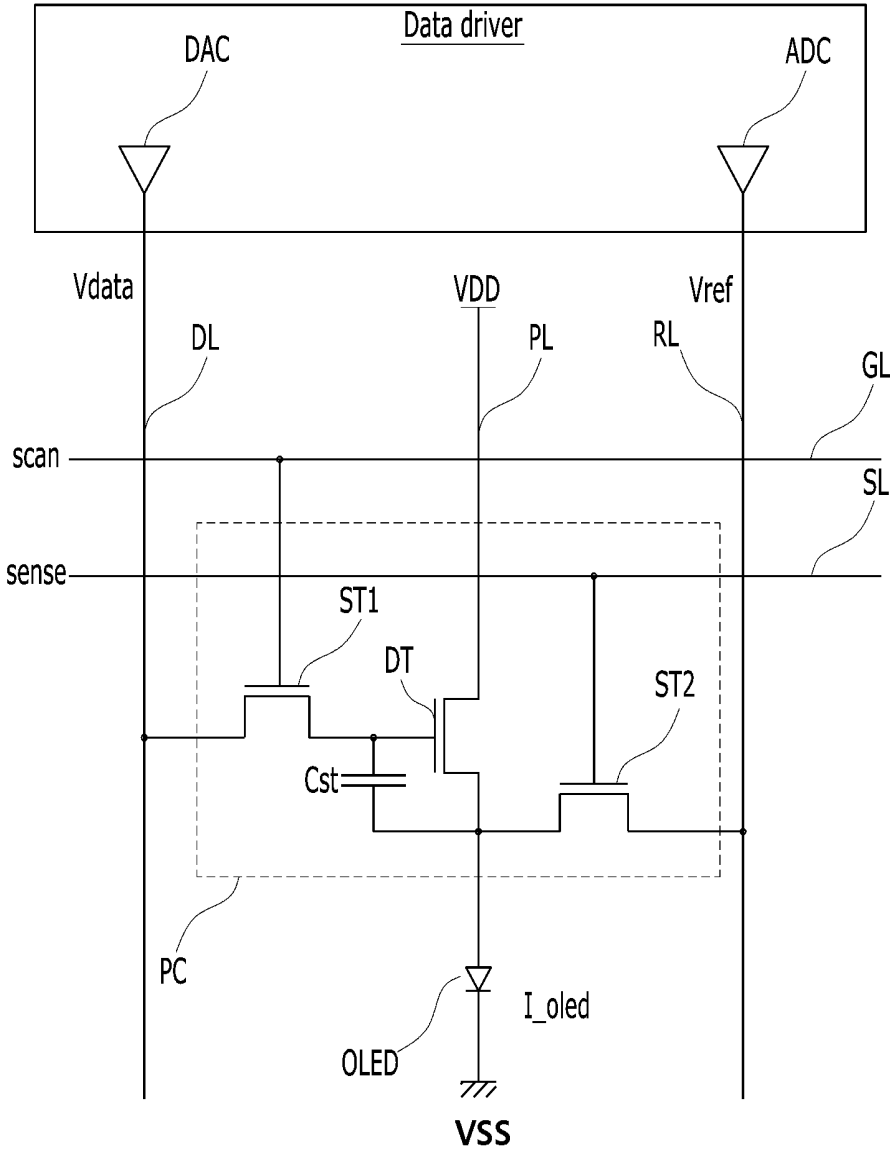 Data driver
DAC
ADC
Vdata
VDD
Vref
DL
PL
RL
GL
scan
SL
sense
ST1
DT
ST2
Cst
PC
I_oled
OLED
VSS